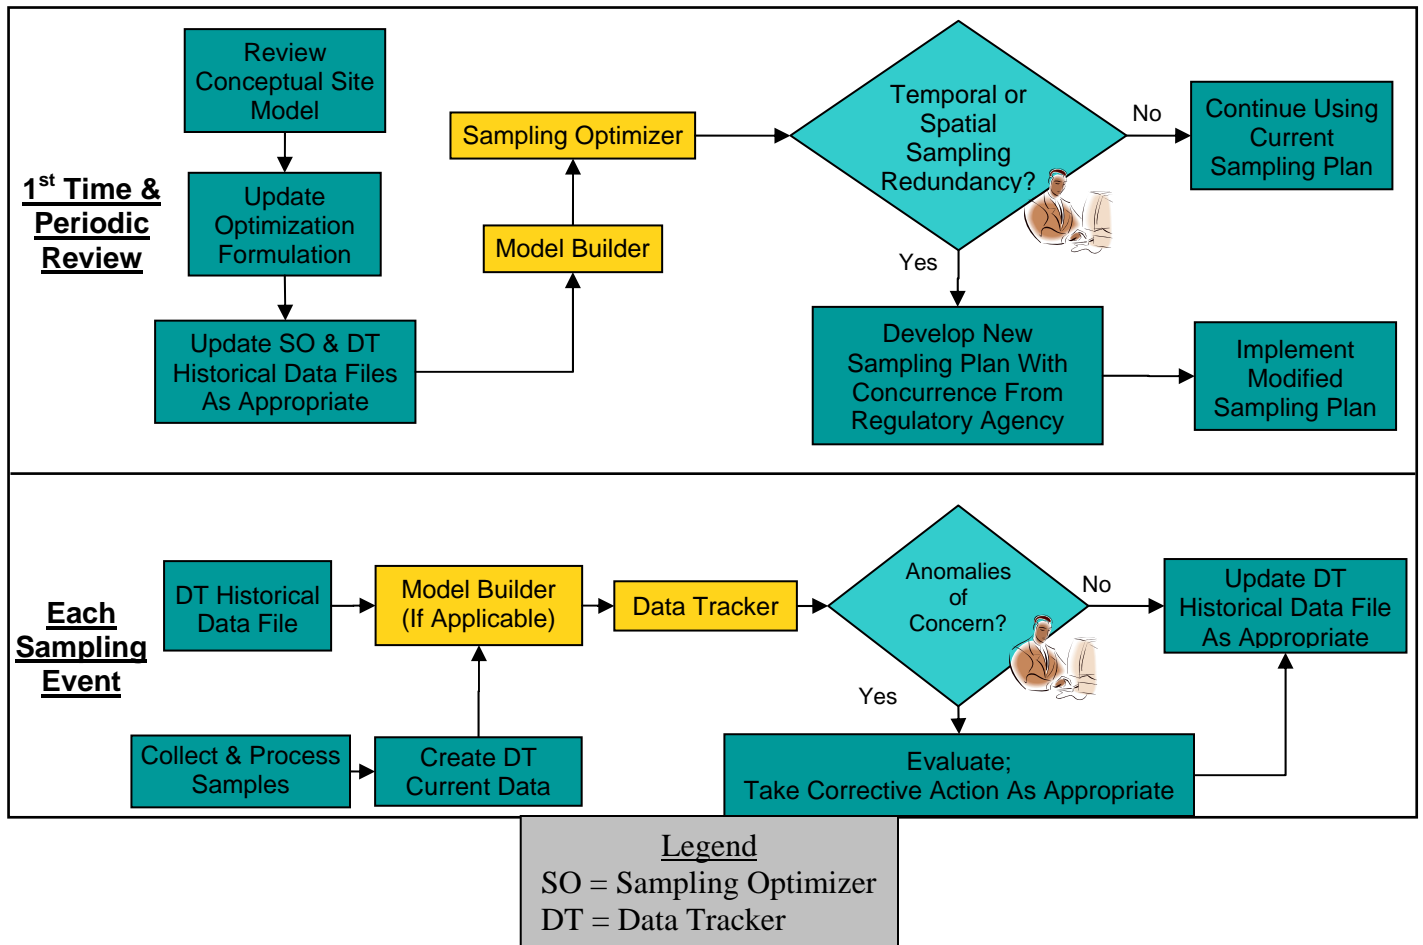 Review
Conceptual Site
Model
Sampling Optimizer
Temporal or
Spatial
Sampling
Redundancy?
No
Continue Using
Current
Sampling Plan
1st Time &
Periodic
Review
Update
Optimization
Formulation
Model Builder
Yes
Update SO & DT
Historical Data Files
As Appropriate
Develop New
Sampling Plan With
Concurrence From
Regulatory Agency
Implement
Modified
Sampling Plan
Each
Sampling
Event
DT Historical
Data File
Model Builder
(If Applicable)
Data Tracker
Anomalies
of
Concern?
No
Update DT
Historical Data File
As Appropriate
Yes
Collect & Process
Samples
Create DT
Current Data
Evaluate;
Take Corrective Action As Appropriate
Legend
SO = Sampling Optimizer
DT = Data Tracker